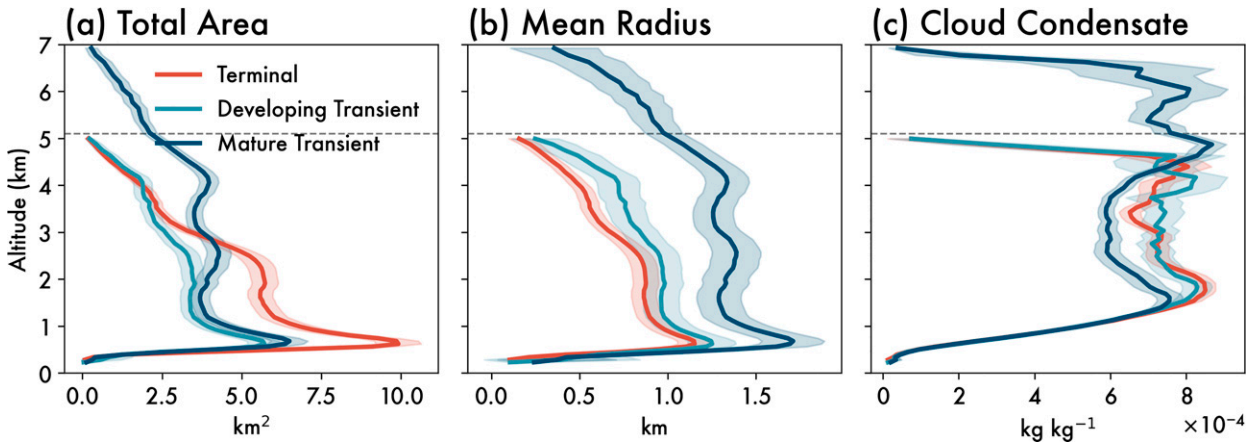 (a) Total Area
(b) Mean Radius
(c) Cloud Condensate
Altitude (km)
7
6
5
4
3
2
1
0
Terminal
Developing Transient
Mature Transient
0.0 2.5 5.0 7.5 10.0
km²
0.0 0.5 1.0 1.5
km
0 2 4 6 8
×10⁻⁴
kg kg⁻¹